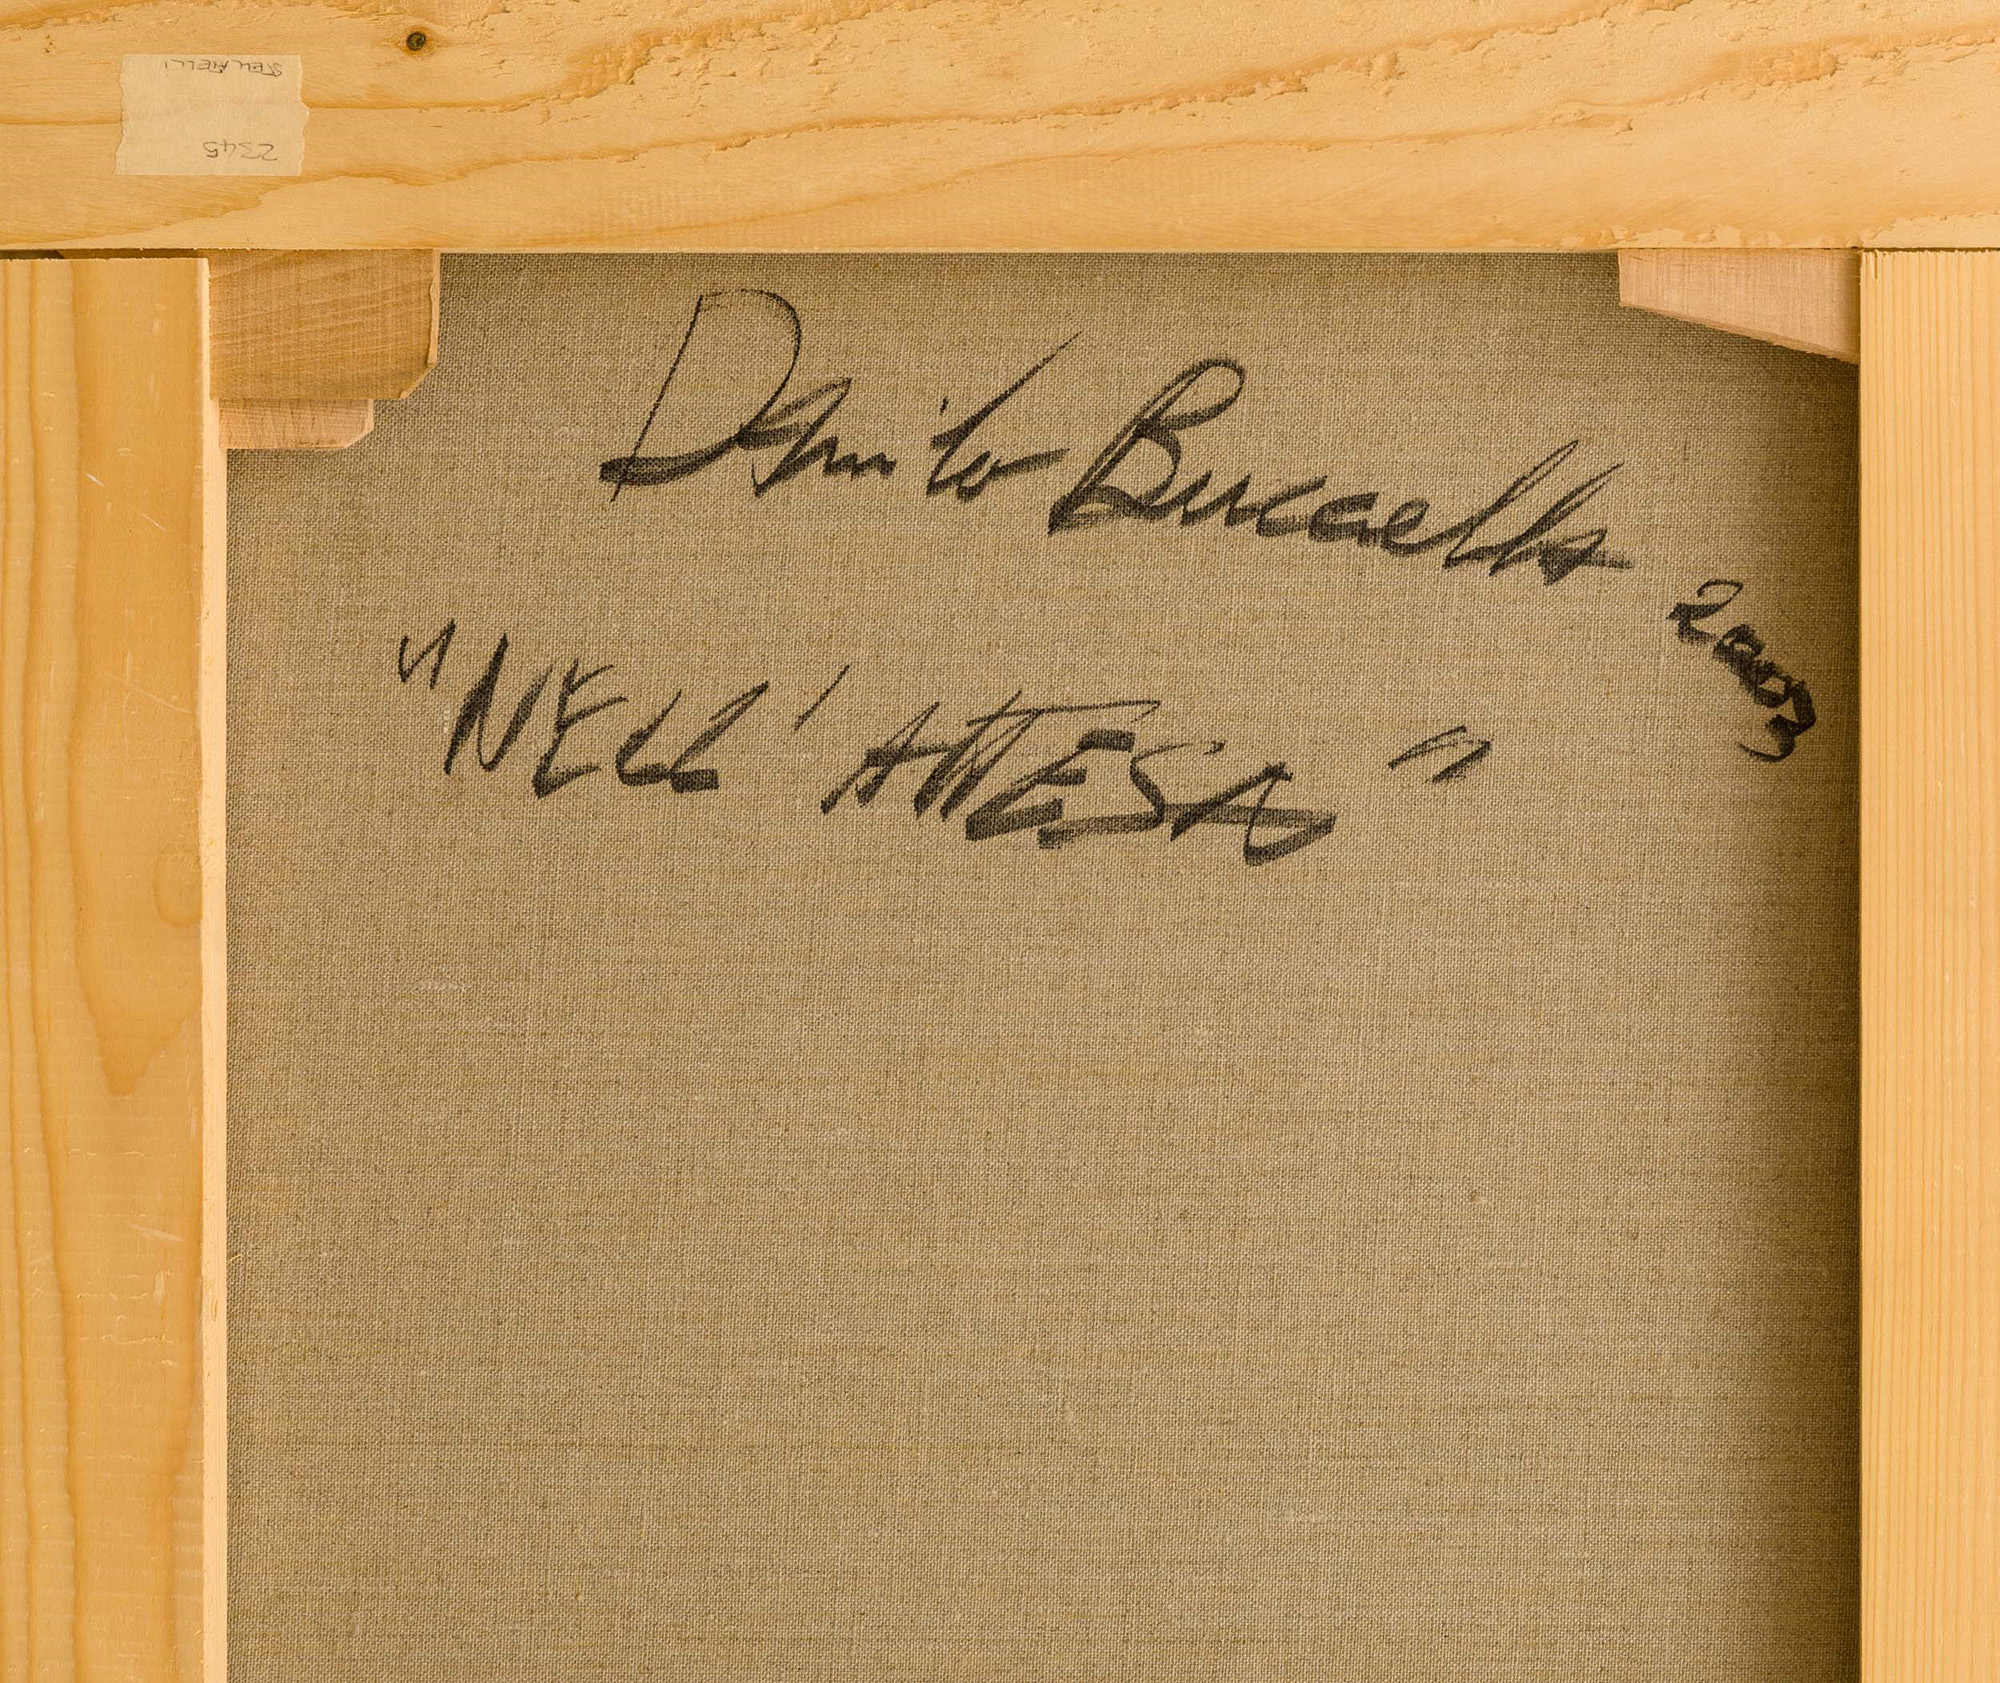 STELLARELLI
2345
Danilo Buccella
2003
"NELL' ATTESA"